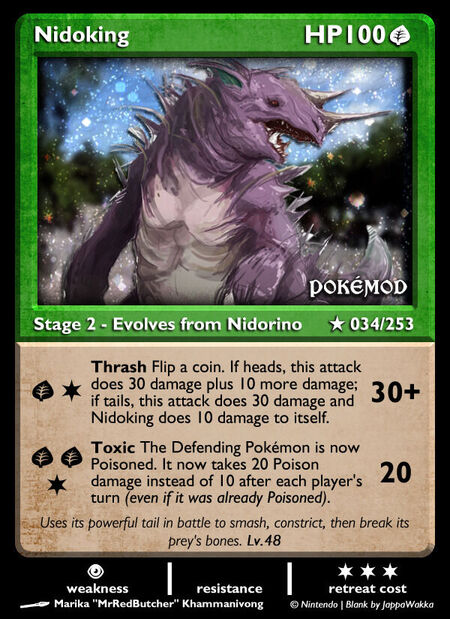 Nidoking HP100
POKÉMOD
Stage 2 - Evolves from Nidorino ★ 034/253
Thrash Flip a coin. If heads, this attack
does 30 damage plus 10 more damage;
if tails, this attack does 30 damage and
Nidoking does 10 damage to itself.
30+
Toxic The Defending Pokémon is now
Poisoned. It now takes 20 Poison
damage instead of 10 after each player's
turn (even if it was already Poisoned).
20
Uses its powerful tail in battle to smash, constrict, then break its
prey's bones. Lv.48
weakness resistance retreat cost
Marika "MrRedButcher" Khammanivong © Nintendo | Blank by JappaWakka